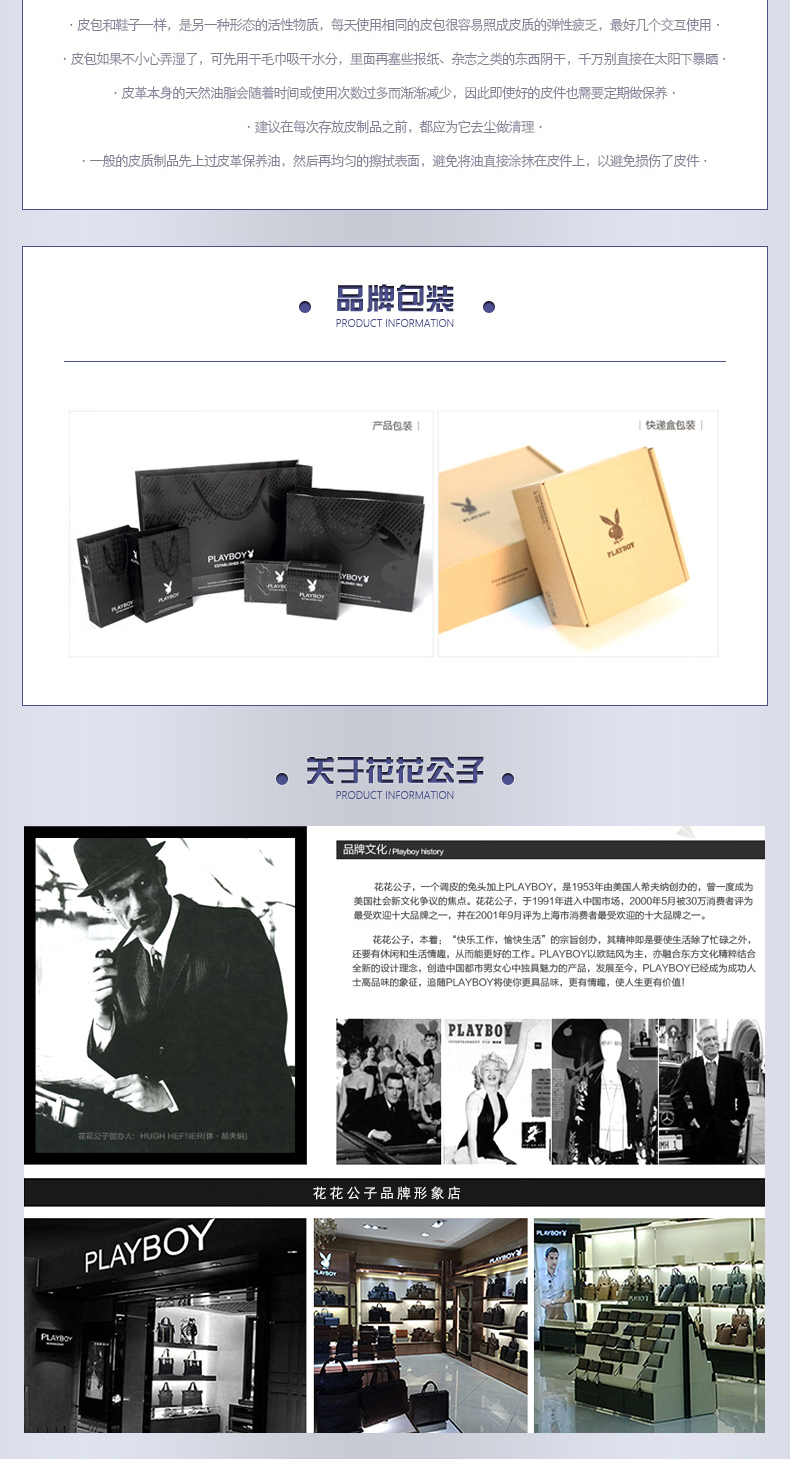 · 皮包和鞋子一样，是另一种形态的活性物质，每天使用相同的皮包很容易照成皮质的弹性疲乏，最好几个交互使用 ·
· 皮包如果不小心弄湿了，可先用干毛巾吸干水分，里面再塞些报纸、杂志之类的东西阴干，千万别直接在太阳下暴晒 ·
· 皮革本身的天然油脂会随着时间或使用次数过多而渐渐减少，因此即使好的皮件也需要定期做保养 ·
· 建议在每次存放皮制品之前，都应为它去尘做清理 ·
· 一般的皮质制品先上过皮革保养油，然后再均匀的擦拭表面，避免将油直接涂抹在皮件上，以避免损伤了皮件 ·
品牌包装
PRODUCT INFORMATION
产品包装 |
| 快递盒包装 |
PLAYBOY
PLAYBOY
PLAYBOY
PLAYBOY
PLAYBOY
PLAYBOY
关于花花公子
PRODUCT INFORMATION
品牌文化 / Playboy history
花花公子，一个调皮的兔头加上PLAYBOY，是1953年由美国人希夫纳创办的，曾一度成为
美国社会新文化争议的焦点。花花公子，于1991年进入中国市场，2000年5月被30万消费者评为
最受欢迎十大品牌之一，并在2001年9月评为上海市消费者最受欢迎的十大品牌之一。
花花公子，本着：“快乐工作，愉快生活”的宗旨创办，其精神即是要使生活除了忙碌之外，
还要有休闲和生活情趣，从而能更好的工作。PLAYBOY以欧陆风为主，亦融合东方文化精粹结合
全新的设计理念，创造中国都市男女心中独具魅力的产品，发展至今，PLAYBOY已经成为成功人
士高品味的象征，追随PLAYBOY将使你更具品味，更有情趣，使人生更有价值！
PLAYBOY
ENTERTAINMENT FOR MEN
花花公子创办人: HUGH HEFNER(休·赫夫纳)
花花公子品牌形象店
PLAYBOY
PLAYBOY
PLAYBOY
PLAYBOY
PLAYBOY